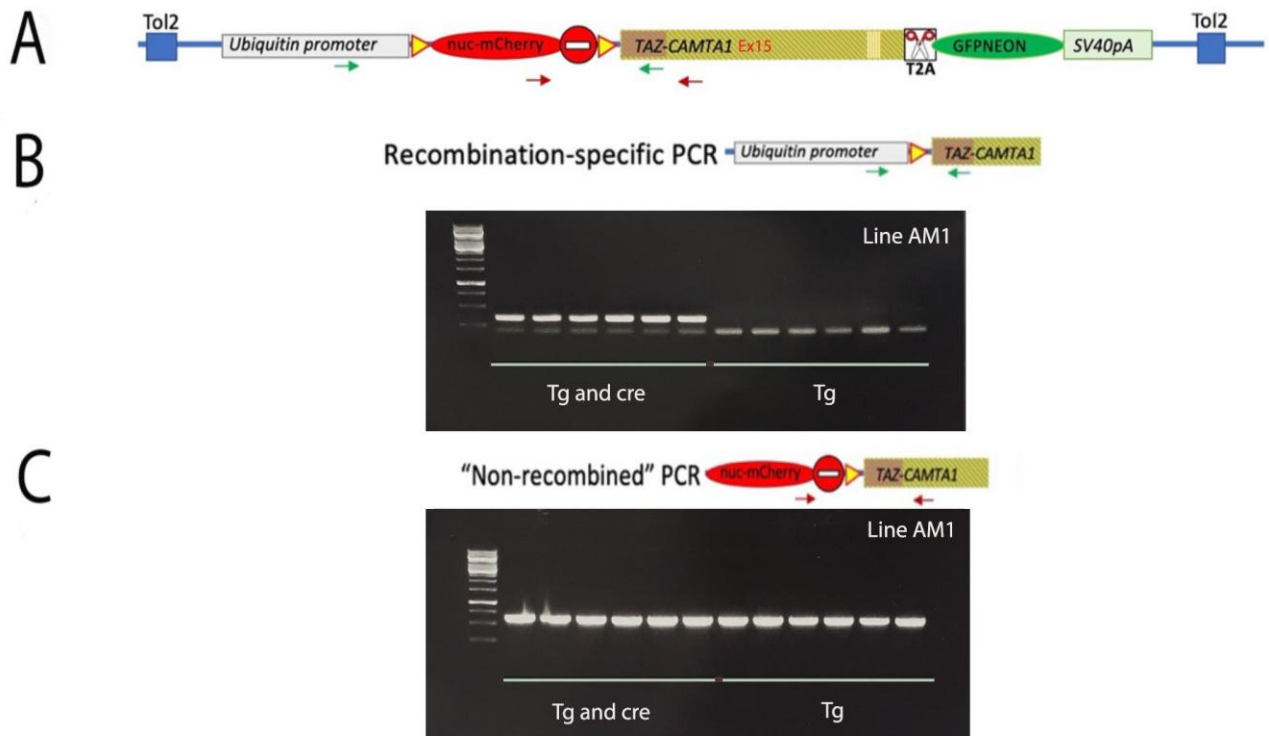 A
Tol2
Ubiquitin promoter
nuc-mCherry
TAZ-CAMTA1 Ex15
T2A
GFPNEON
SV40pA
Tol2
B
Recombination-specific PCR
Ubiquitin promoter
TAZ-CAMTA1
Line AM1
Tg and cre
Tg
C
“Non-recombined” PCR
nuc-mCherry
TAZ-CAMTA1
Line AM1
Tg and cre
Tg